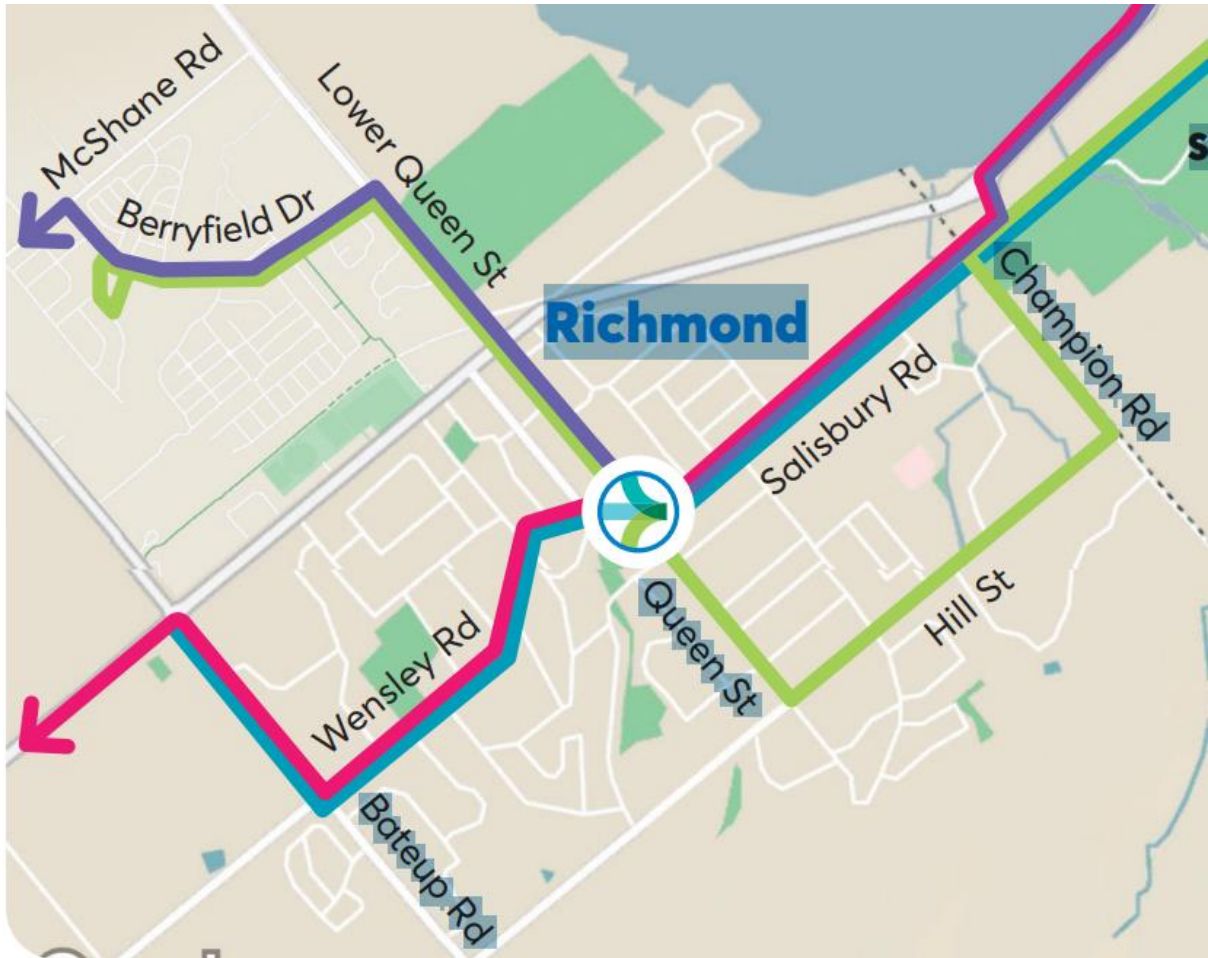 McShane Rd
Lower Queen St
Berryfield Dr
s
Richmond
Champion Rd
Salisbury Rd
Queen St
Hill St
Wensley Rd
Bateup Rd